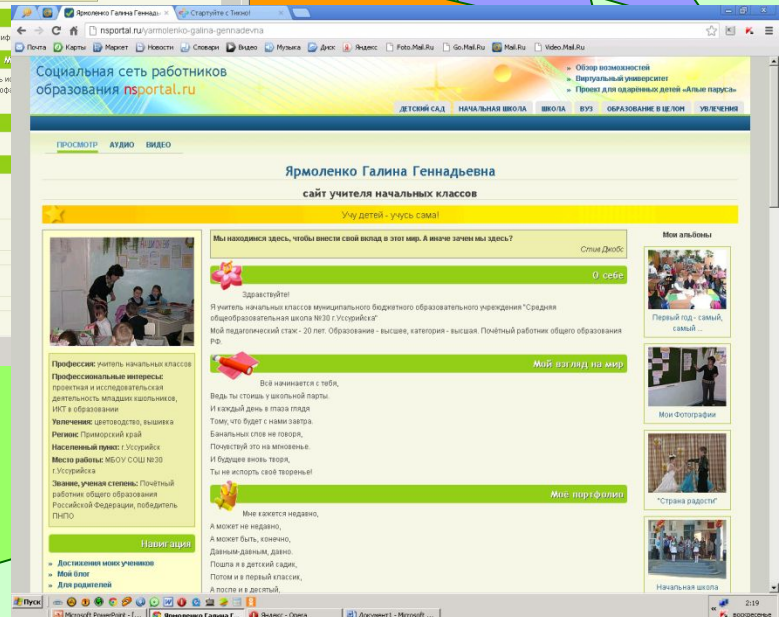 Ярмоленко Галина Геннадь
Стартуйте с Тихно!
nsportal.ru/yarmolenko-galina-gennadevna
Почта Карты Маркет Новости Словари Видео Музыка Диск Яндекс Foto.Mail.Ru Go.Mail.Ru Mail.Ru Video.Mail.Ru
Социальная сеть работников
образования nsportal.ru
» Обзор возможностей
» Виртуальный университет
» Проект для одарённых детей «Алые паруса»
ДЕТСКИЙ САД НАЧАЛЬНАЯ ШКОЛА ШКОЛА ВУЗ ОБРАЗОВАНИЕ В ЦЕЛОМ УВЛЕЧЕНИЯ
ПРОСМОТР АУДИО ВИДЕО
Ярмоленко Галина Геннадьевна
сайт учителя начальных классов
Учу детей - учусь сама!
Профессия: учитель начальных классов
Профессиональные интересы:
проектная и исследовательская
деятельность младших школьников,
ИКТ в образовании
Увлечения: цветоводство, вышивка
Регион: Приморский край
Населенный пункт: г.Уссурийск
Место работы: МБОУ СОШ №30
г.Уссурийска
Звание, ученая степень: Почётный
работник общего образования
Российской Федерации, победитель
ПНПО
Навигация
» Достижения моих учеников
» Мой блог
» Для родителей
Мы находимся здесь, чтобы внести свой вклад в этот мир. А иначе зачем мы здесь?
Стив Джобс
О себе
Здравствуйте!
Я учитель начальных классов муниципального бюджетного образовательного учреждения "Средняя
общеобразовательная школа №30 г.Уссурийска"
Мой педагогический стаж - 20 лет. Образование - высшее, категория - высшая. Почётный работник общего образования
РФ.
Мой взгляд на мир
Всё начинается с тебя,
Ведь ты стоишь у школьной парты.
И каждый день в глаза глядя
Тому, что будет с нами завтра.
Банальных слов не говоря,
Почувствуй это на мгновенье.
И будущее вновь творя,
Ты не испорть своё творенье!
Моё портфолио
Мне кажется недавно,
А может не недавно,
А может быть, конечно,
Давным-давным, давно.
Пошла я в детский садик,
Потом и в первый классик,
А после и в десятый,
Мои альбомы
Первый год - самый,
самый ...
Мои Фотографии
"Страна радости"
Начальная школа
Пуск
2:19
воскресенье
Microsoft PowerPoint - [...
Ярмоленко Галина Г...
Яндекс - Opera
Документ1 - Microsoft ...